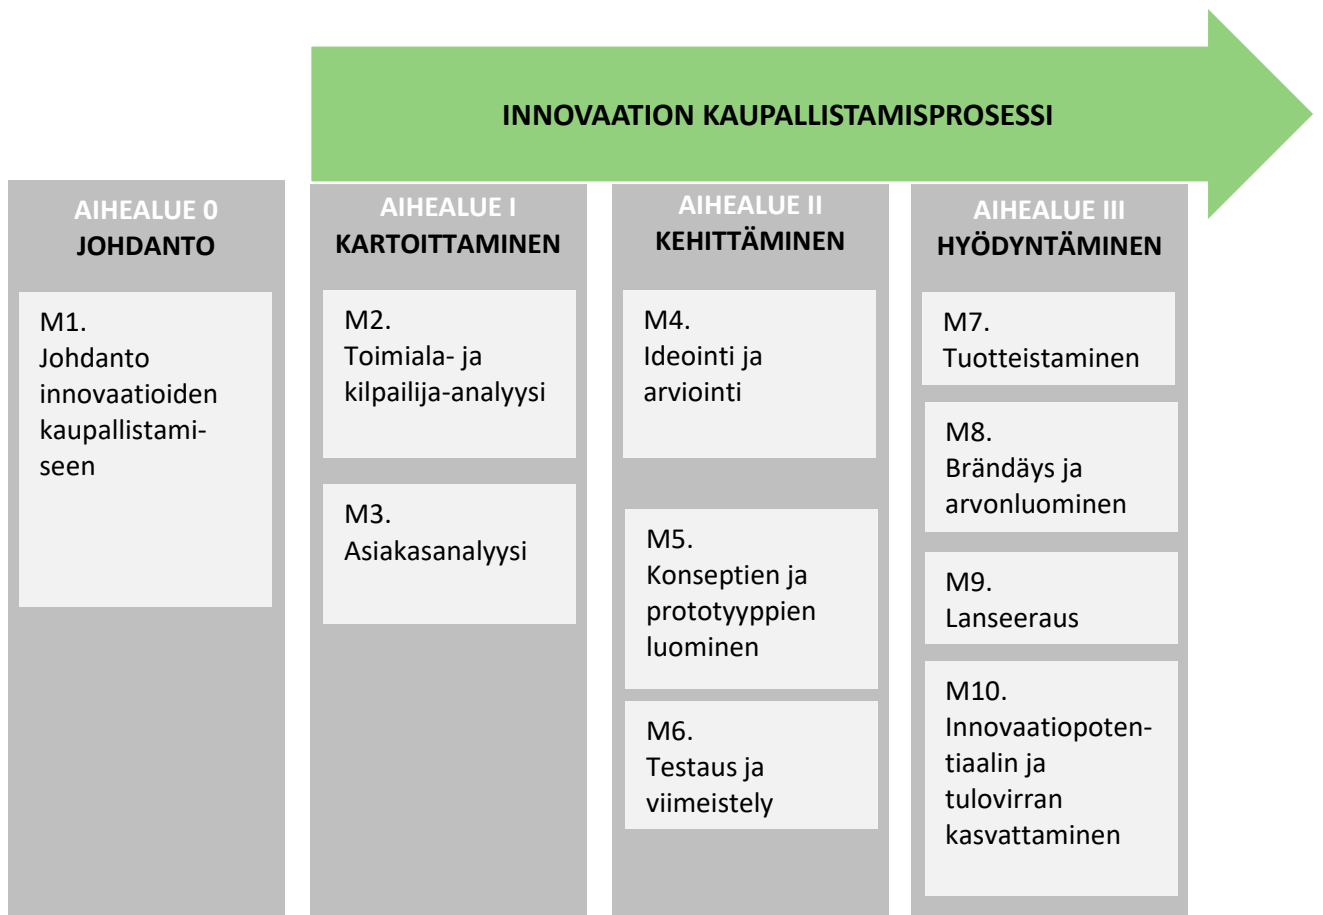 INNOVAATION KAUPALLISTAMISPROSESSI
AIHEALUE 0
JOHDANTO
M1.
Johdanto
innovaatioiden
kaupallistami-
seen
AIHEALUE I
KARTOITTAMINEN
M2.
Toimiala- ja
kilpailija-analyysi
M3.
Asiakasanalyysi
AIHEALUE II
KEHITTÄMINEN
M4.
Ideointi ja
arviointi
M5.
Konseptien ja
prototyyppien
luominen
M6.
Testaus ja
viimeistely
AIHEALUE III
HYÖDYNTÄMINEN
M7.
Tuotteistaminen
M8.
Brändäys ja
arvonluominen
M9.
Lanseeraus
M10.
Innovaatiopoten-
tiaalin ja
tulovirran
kasvattaminen